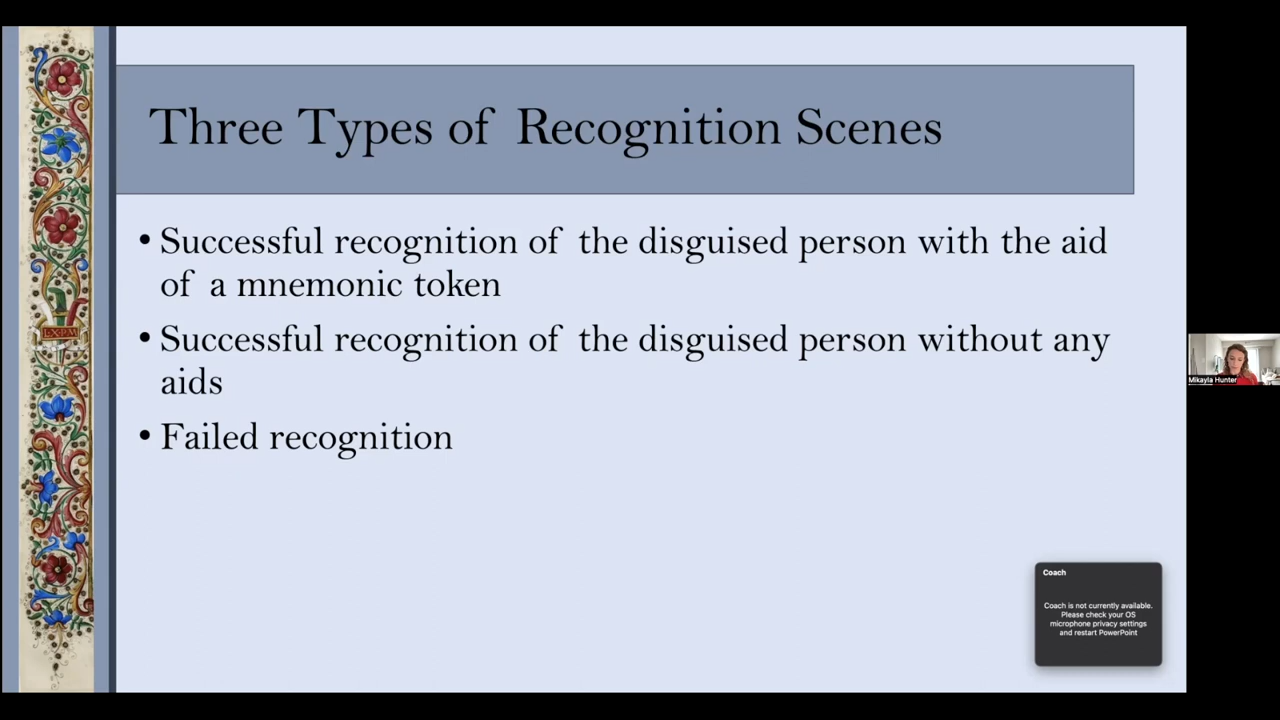 Three Types of Recognition Scenes
• Successful recognition of the disguised person with the aid
of a mnemonic token
• Successful recognition of the disguised person without any
aids
• Failed recognition
L·X·P·M
Mikayla Hunter
Coach
Coach is not currently available.
Please check your OS
microphone privacy settings
and restart PowerPoint